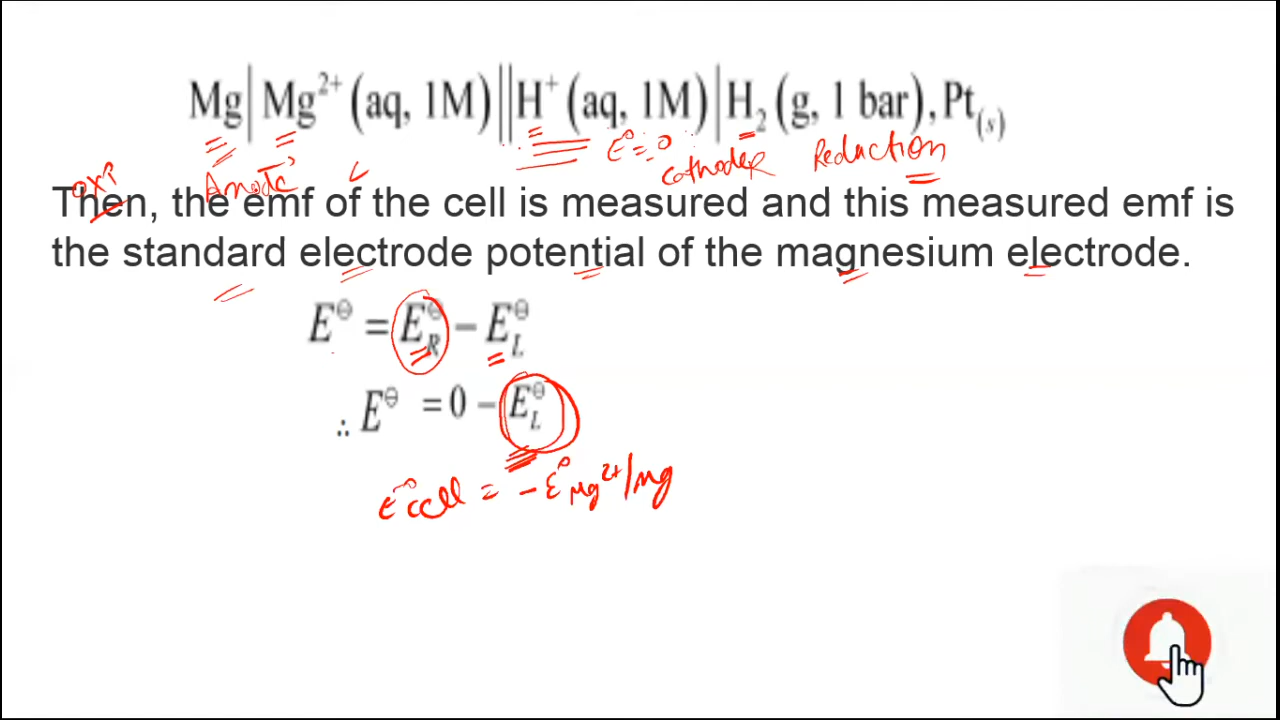 Mg| Mg²⁺ (aq, 1M)||H⁺ (aq, 1M)|H₂ (g, 1 bar), Pt₍ₛ₎
E° = 0
Reduction
oxⁿ
Anode
cathode
Then, the emf of the cell is measured and this measured emf is
the standard electrode potential of the magnesium electrode.
E⊖ = E⊖R − E⊖L
∴ E⊖ = 0 − E⊖L
E°cell = − E°Mg²⁺/Mg